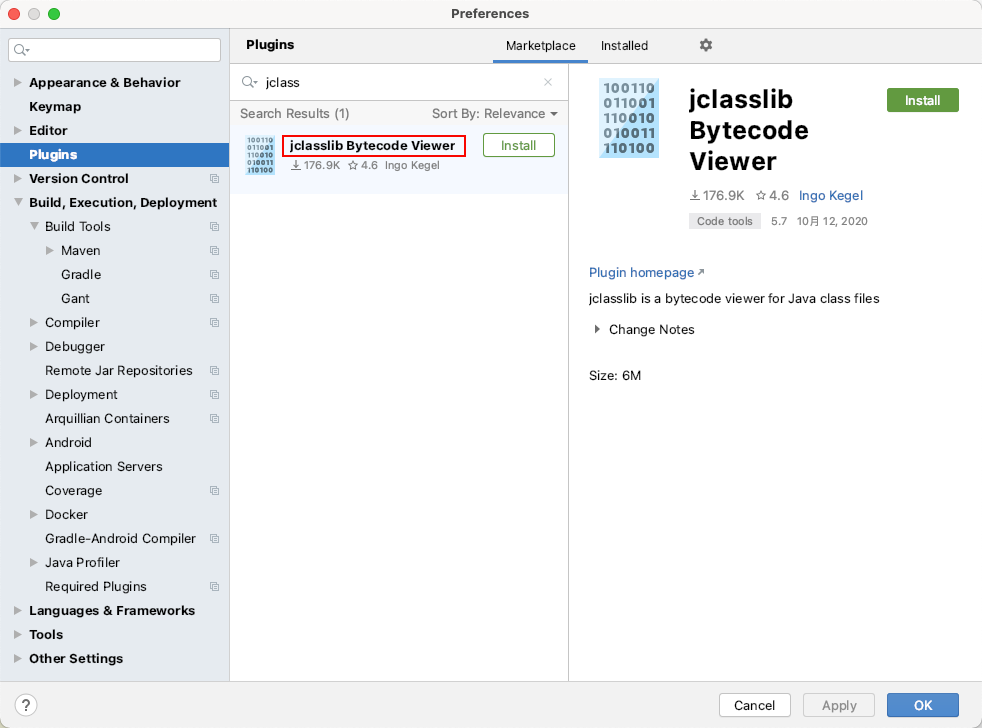 Preferences
Appearance & Behavior
Keymap
Editor
Plugins
Version Control
Build, Execution, Deployment
Build Tools
Maven
Gradle
Gant
Compiler
Debugger
Remote Jar Repositories
Deployment
Arquillian Containers
Android
Application Servers
Coverage
Docker
Gradle-Android Compiler
Java Profiler
Required Plugins
Languages & Frameworks
Tools
Other Settings
Plugins
Marketplace
Installed
jclass
Search Results (1)
Sort By: Relevance
100110
011001
110010
010011
110100
jclasslib Bytecode Viewer
Install
176.9K 4.6 Ingo Kegel
100110
011001
110010
010011
110100
jclasslib
Bytecode
Viewer
Install
176.9K 4.6 Ingo Kegel
Code tools 5.7 10月 12, 2020
Plugin homepage
jclasslib is a bytecode viewer for Java class files
Change Notes
Size: 6M
?
Cancel
Apply
OK